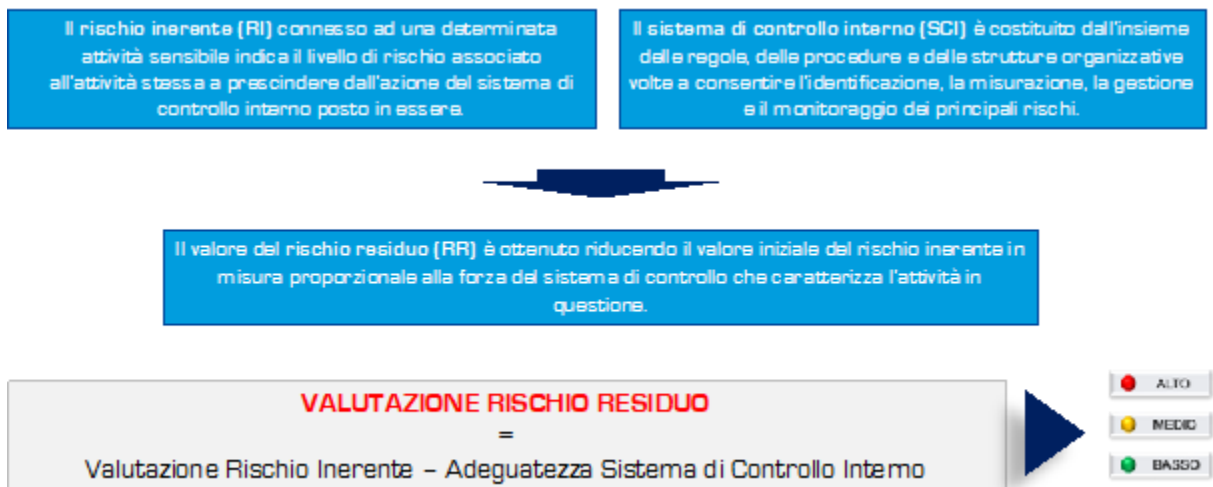 Il rischio inerente (RI) connesso ad una determinata
attività sensibile indica il livello di rischio associato
all'attività stessa a prescindere dall'azione del sistema di
controllo interno posto in essere.
Il sistema di controllo interno (SCI) è costituito dall'insieme
delle regole, delle procedure e delle strutture organizzative
volte a consentire l'identificazione, la misurazione, la gestione
e il monitoraggio dei principali rischi.
Il valore del rischio residuo (RR) è ottenuto riducendo il valore iniziale del rischio inerente in
misura proporzionale alla forza del sistema di controllo che caratterizza l'attività in
questione.
VALUTAZIONE RISCHIO RESIDUO
=
Valutazione Rischio Inerente – Adeguatezza Sistema di Controllo Interno
ALTO
MEDIO
BASSO